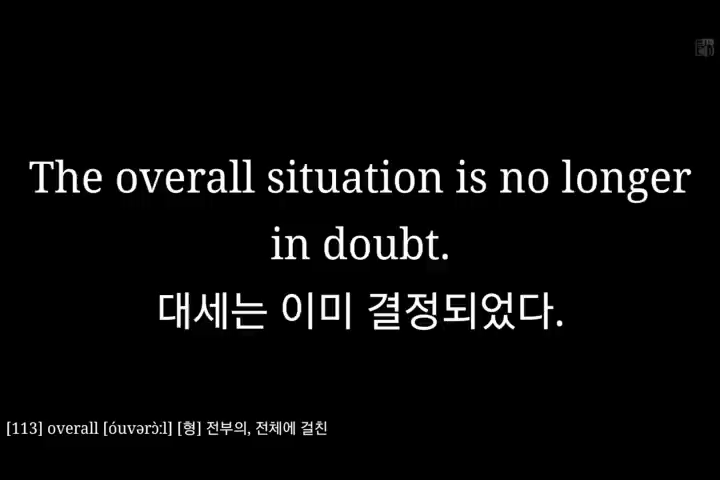 The overall situation is no longer
in doubt.
대세는 이미 결정되었다.
[113] overall [óuvərɔ̀:l] [형] 전부의, 전체에 걸친